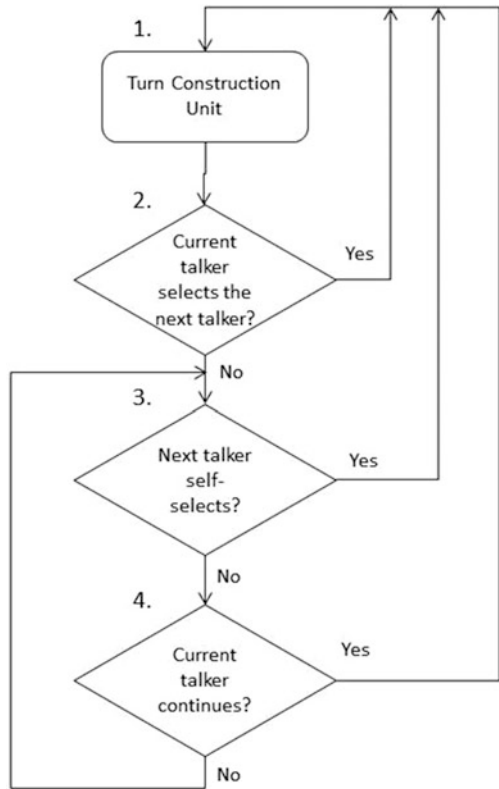 1.
Turn Construction
Unit
2.
Current
talker
selects the
next talker?
Yes
No
3.
Next talker
self-
selects?
Yes
No
4.
Current
talker
continues?
Yes
No